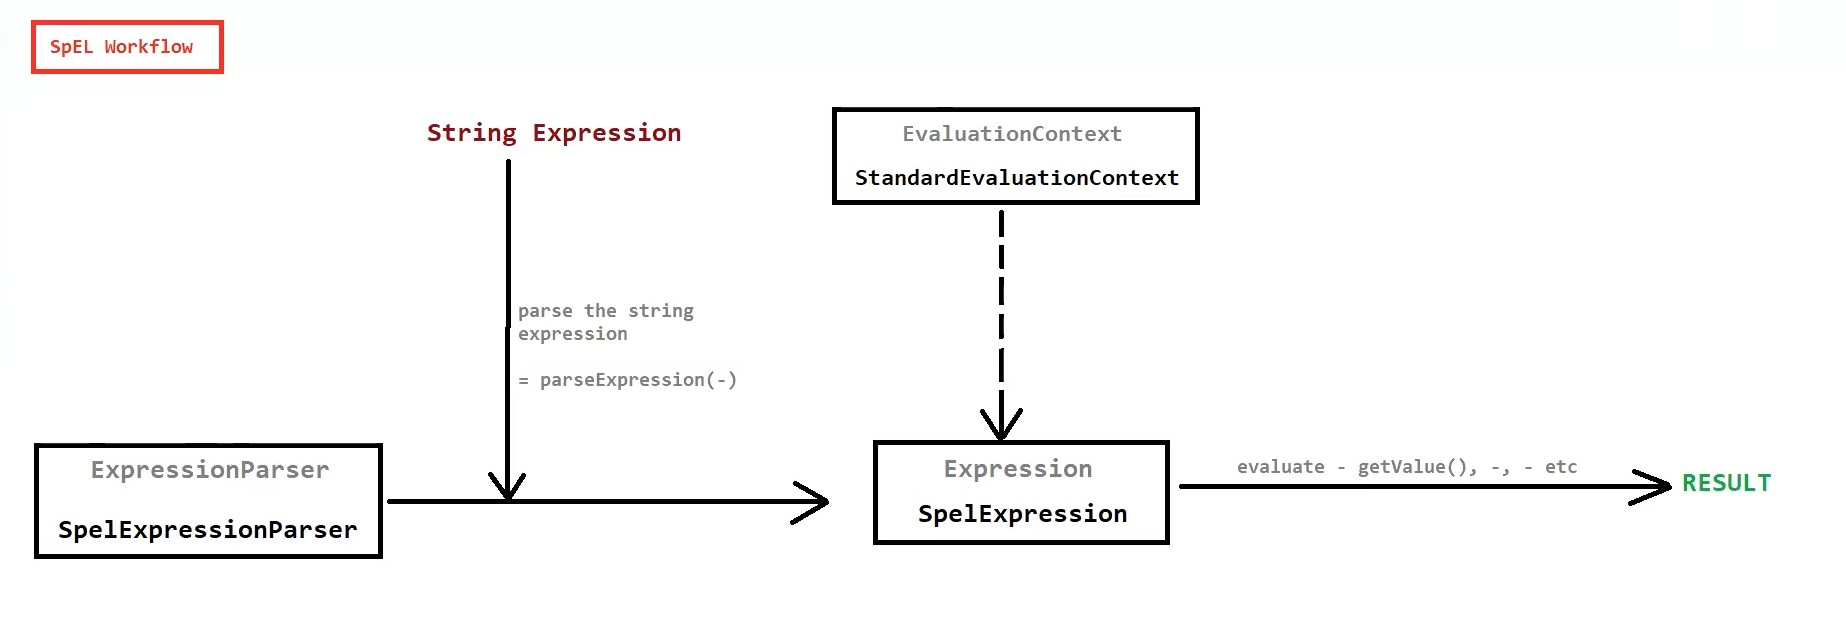 SpEL Workflow
String Expression
EvaluationContext
StandardEvaluationContext
parse the string
expression
= parseExpression(-)
ExpressionParser
SpelExpressionParser
Expression
SpelExpression
evaluate - getValue(), -, - etc
RESULT